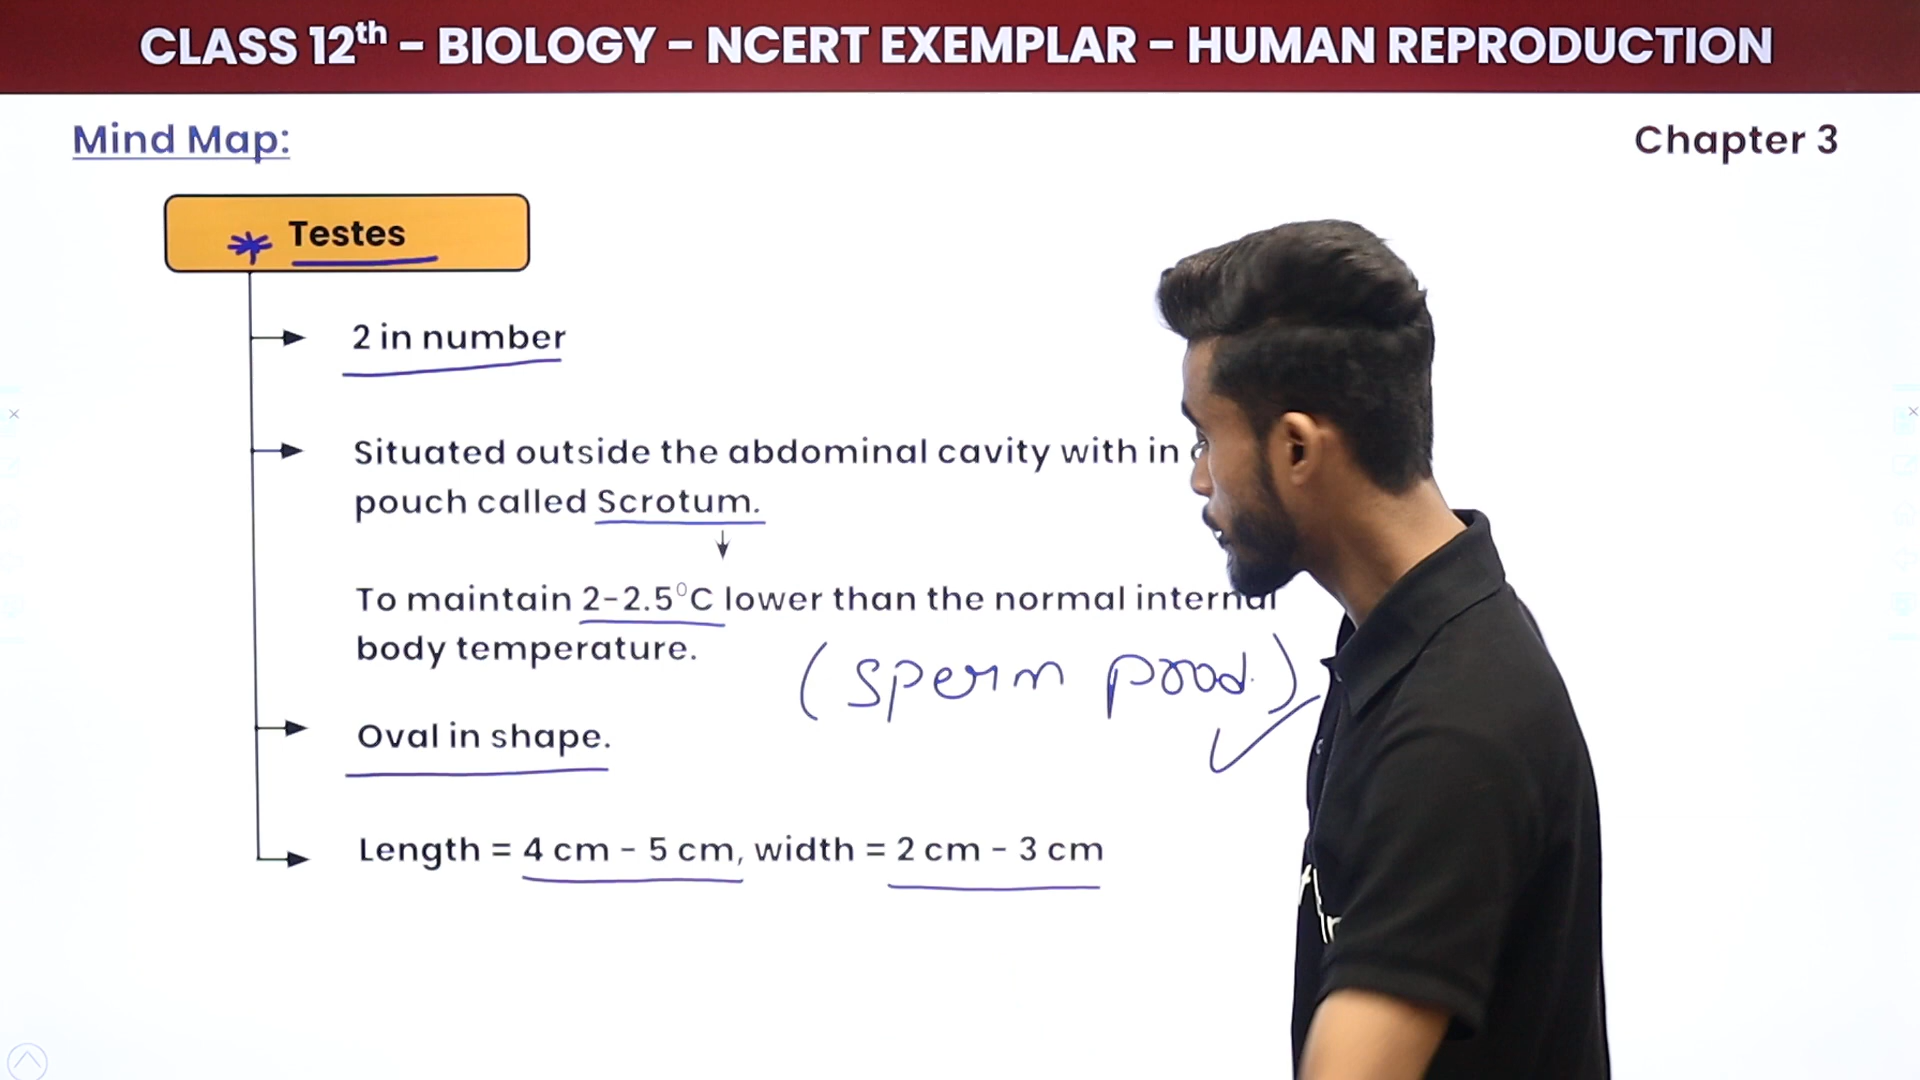 CLASS 12th – BIOLOGY – NCERT EXEMPLAR – HUMAN REPRODUCTION
Mind Map:
Chapter 3
Testes
2 in number
Situated outside the abdominal cavity with in
pouch called Scrotum.
To maintain 2-2.5°C lower than the normal internal
body temperature.
(sperm prod.)
Oval in shape.
Length = 4 cm - 5 cm, width = 2 cm - 3 cm